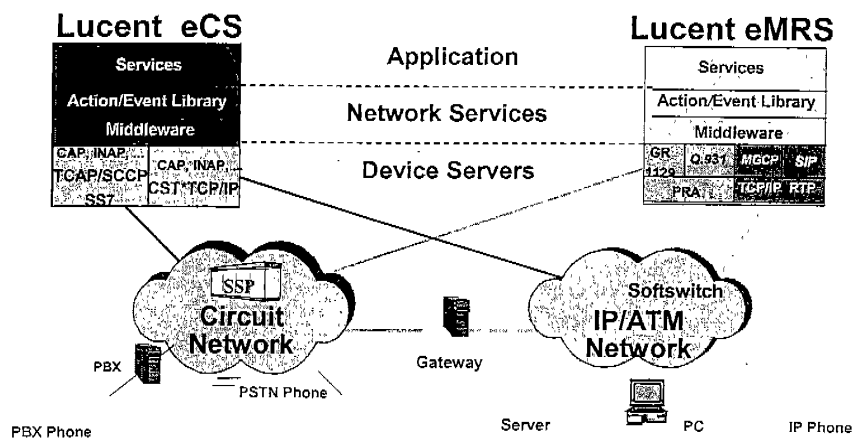 Lucent eCS
Lucent eMRS
Services
Application
Services
Action/Event Library
Network Services
Action/Event Library
Middleware
Middleware
CAP, INAP, ...
TCAP/SCCP
SS7
CAP, INAP, ...
CST*TCP/IP
Device Servers
GR
1129
Q.931
MGCP
SIP
PRA
TCP/IP
RTP
SSP
Circuit
Network
Softswitch
IP/ATM
Network
Gateway
PBX
PSTN Phone
PBX Phone
Server
PC
IP Phone